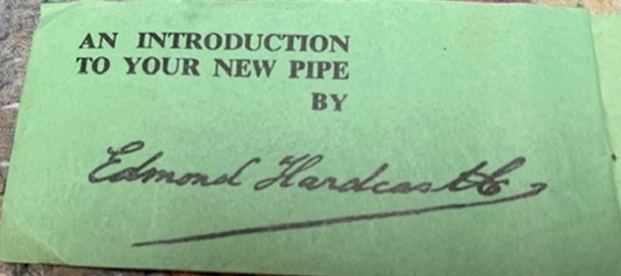 AN INTRODUCTION
TO YOUR NEW PIPE
BY
Edmond Hardcastle